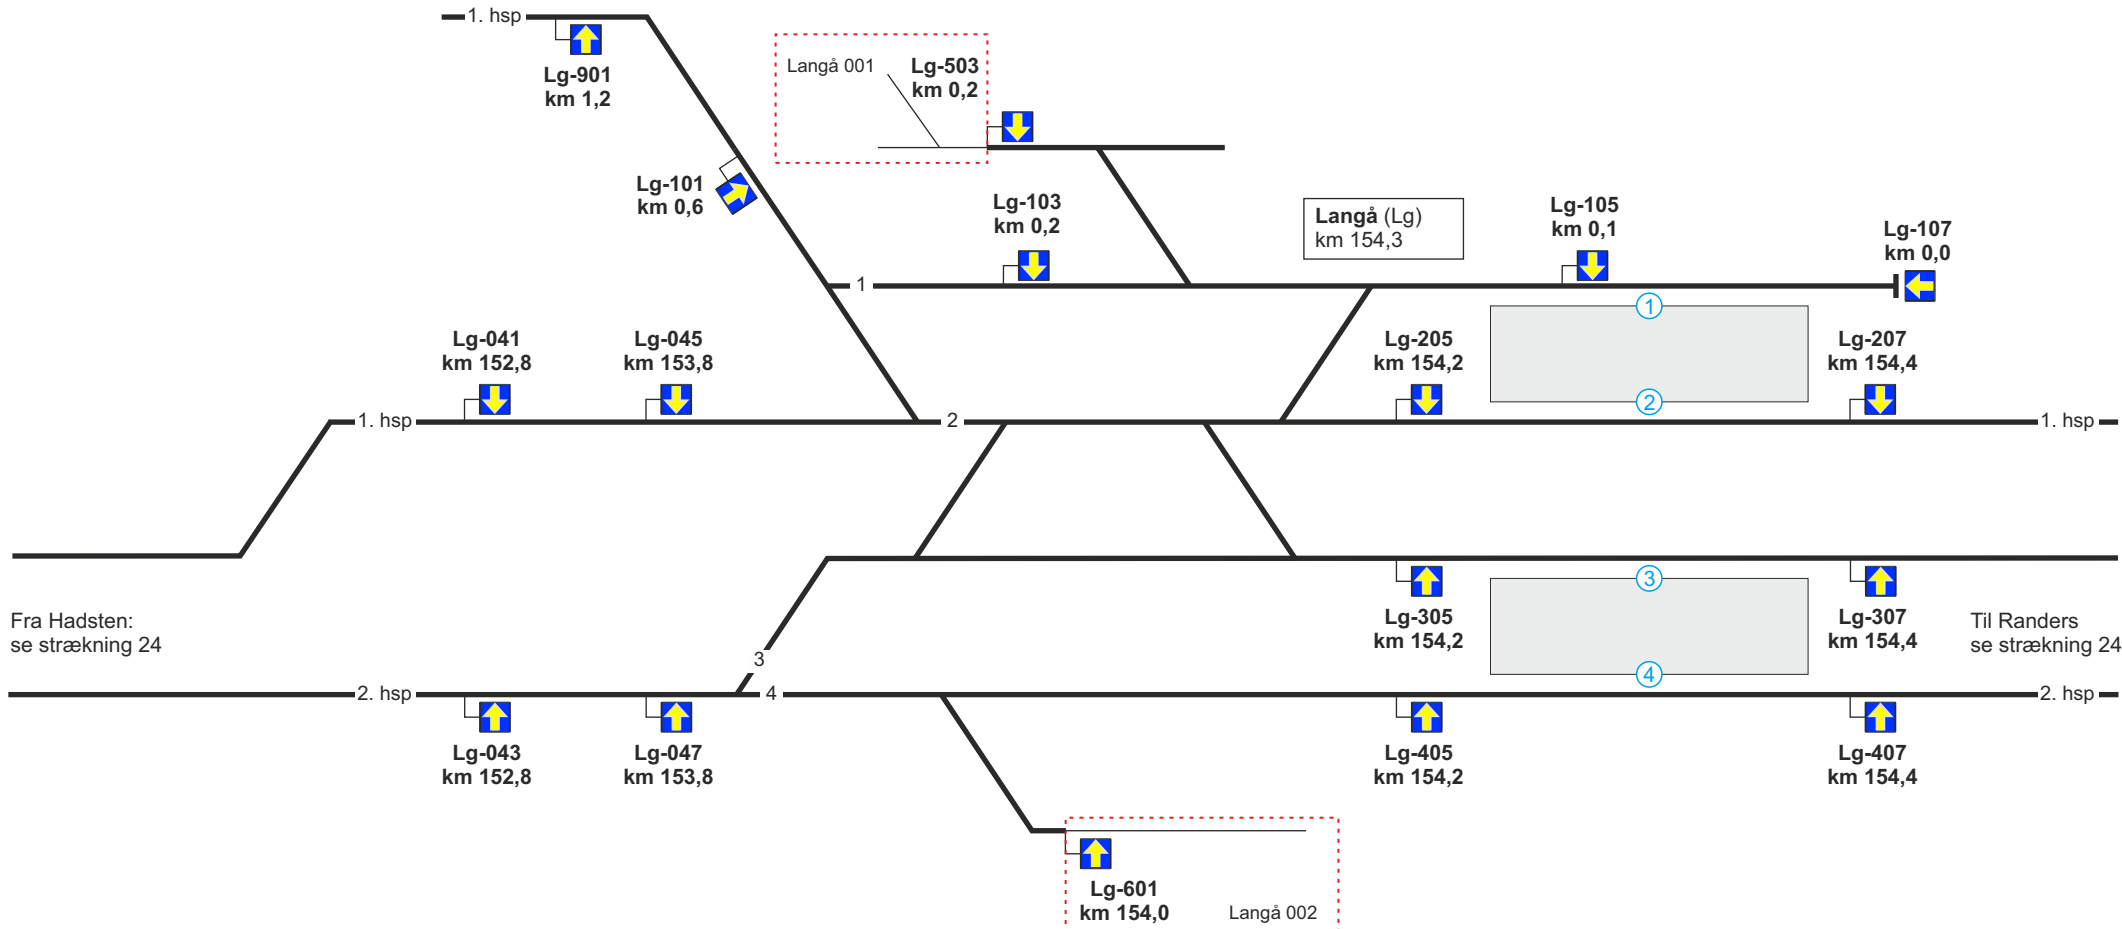 1. hsp
Lg-901
km 1,2
Langå 001
Lg-503
km 0,2
Lg-101
km 0,6
Lg-103
km 0,2
Langå (Lg)
km 154,3
Lg-105
km 0,1
Lg-107
km 0,0
1
1
Lg-041
km 152,8
Lg-045
km 153,8
Lg-205
km 154,2
Lg-207
km 154,4
2
1. hsp
2
1. hsp
Fra Hadsten:
se strækning 24
3
Lg-305
km 154,2
3
Lg-307
km 154,4
Til Randers
se strækning 24
4
2. hsp
4
2. hsp
Lg-043
km 152,8
Lg-047
km 153,8
Lg-405
km 154,2
Lg-407
km 154,4
Lg-601
km 154,0
Langå 002